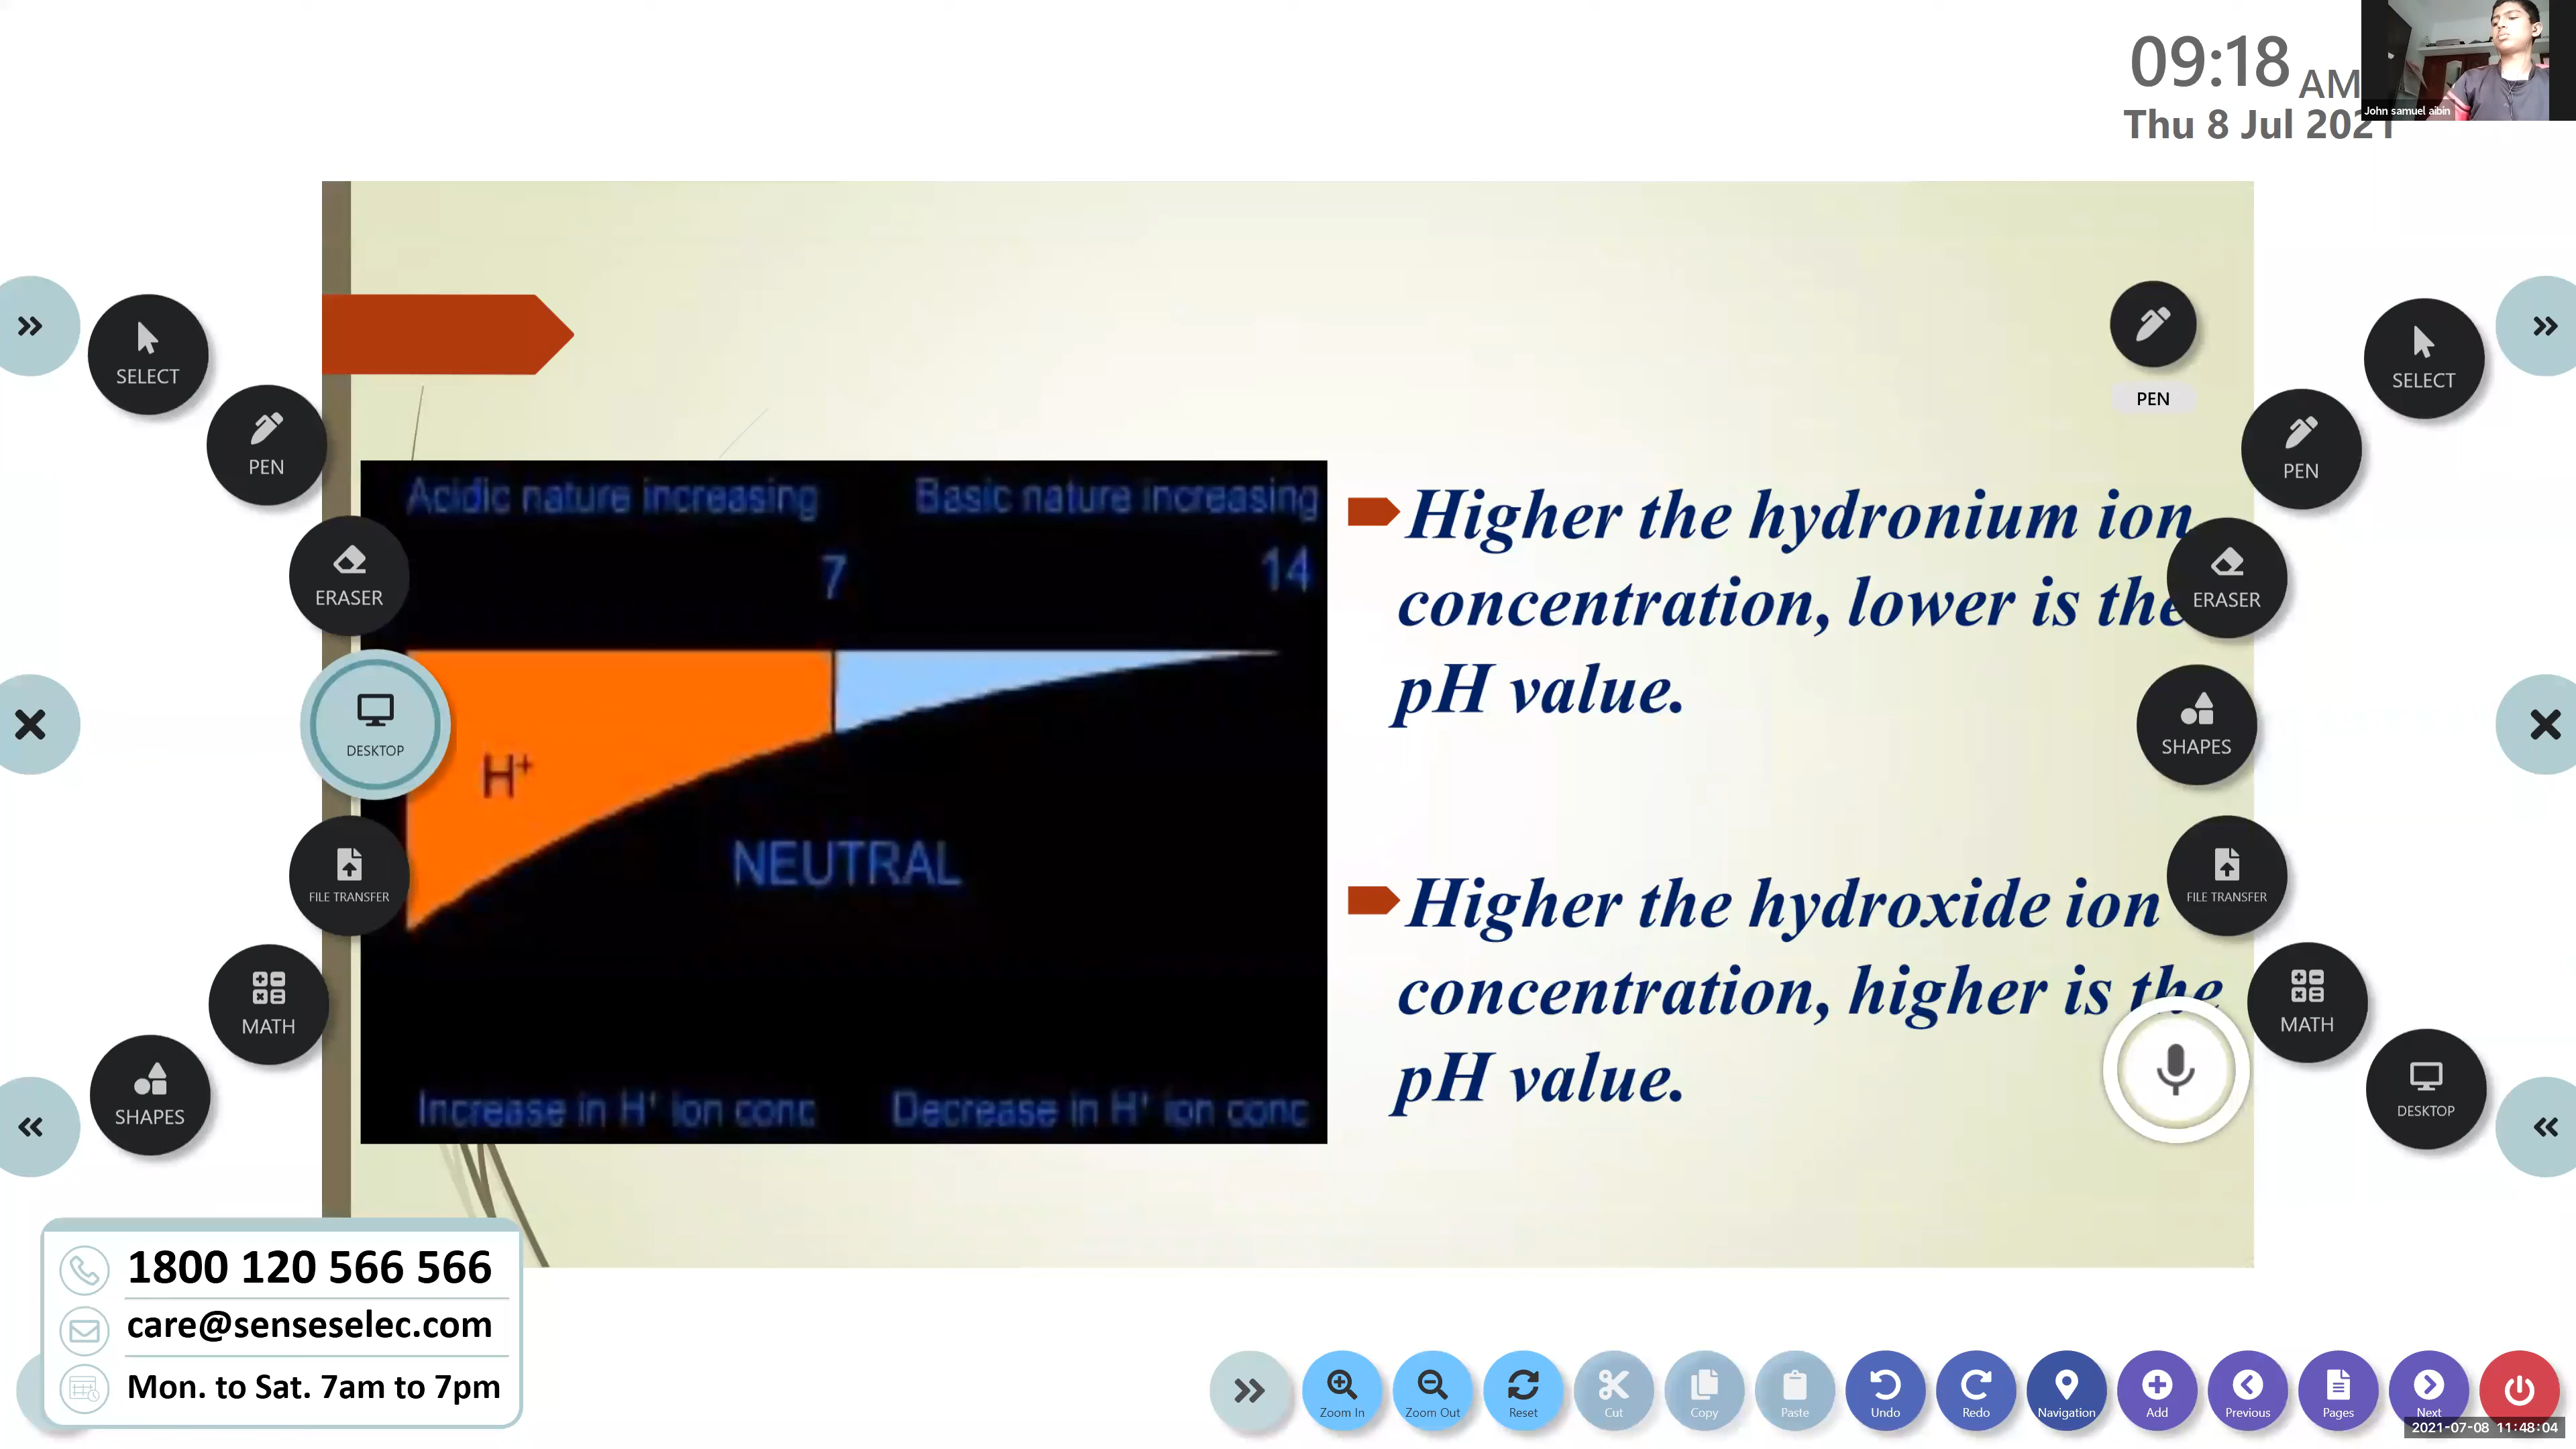 09:18 AM
Thu 8 Jul 2021
John samuel aibin
SELECT
PEN
ERASER
DESKTOP
FILE TRANSFER
MATH
SHAPES
Acidic nature increasing
Basic nature increasing
7
14
H+
NEUTRAL
Increase in H+ ion conc
Decrease in H+ ion conc
Higher the hydronium ion
concentration, lower is the
pH value.
Higher the hydroxide ion
concentration, higher is the
pH value.
PEN
SELECT
PEN
ERASER
SHAPES
FILE TRANSFER
MATH
DESKTOP
1800 120 566 566
care@senseselec.com
Mon. to Sat. 7am to 7pm
Zoom In
Zoom Out
Reset
Cut
Copy
Paste
Undo
Redo
Navigation
Add
Previous
Pages
Next
2021-07-08 11:48:04